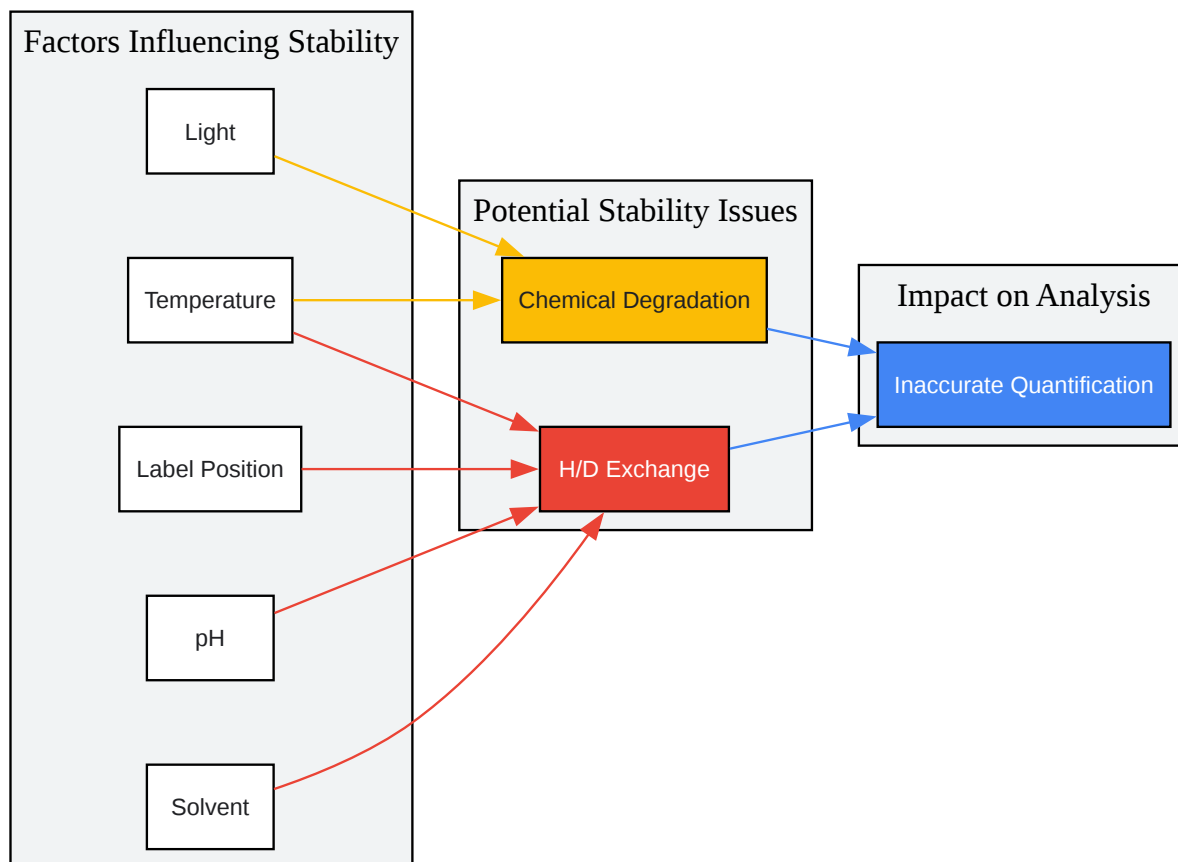 Factors Influencing Stability
Light
Temperature
Label Position
pH
Solvent
Potential Stability Issues
Chemical Degradation
H/D Exchange
Impact on Analysis
Inaccurate Quantification